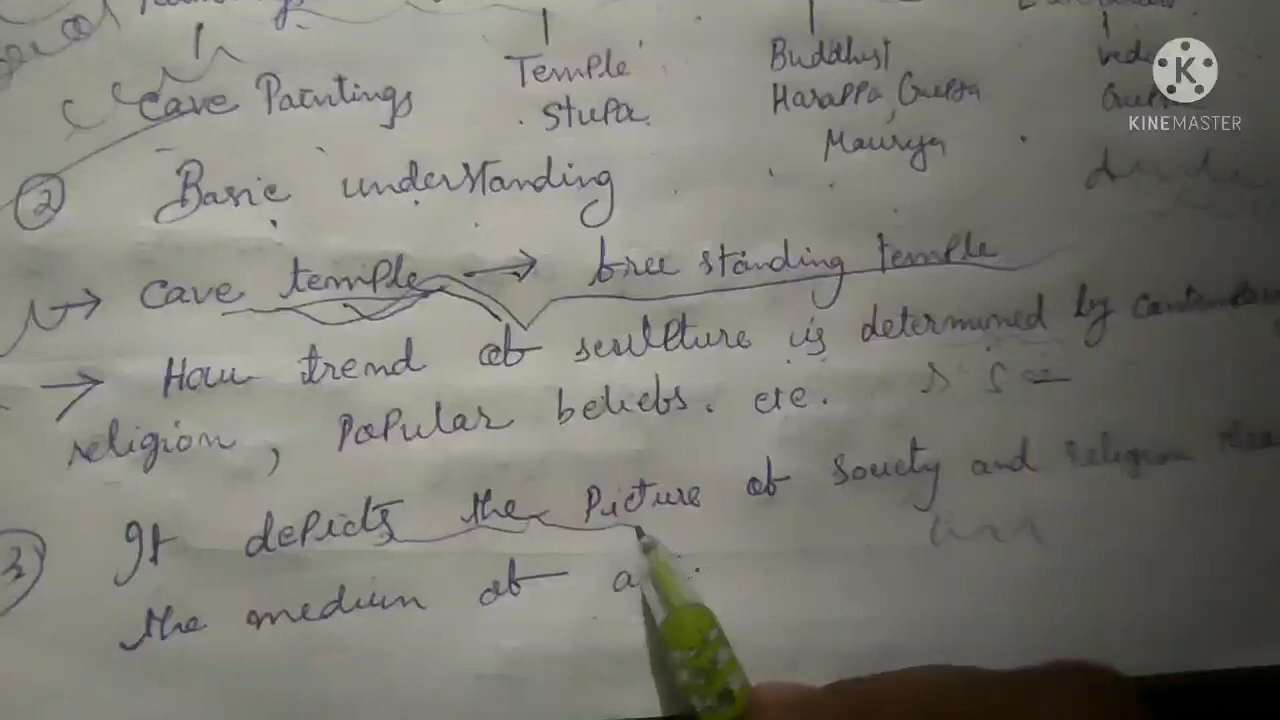 Cave Paintings
Temple
Stupa
Buddhist
Harappa, Gupta
Maurya
K
KINEMASTER
② Basic understanding
→ Cave temple → free standing temple
→ How trend of sculpture is determined by
religion, Popular beliefs. etc.
③ It depicts the Picture of society and religion
the medium of a